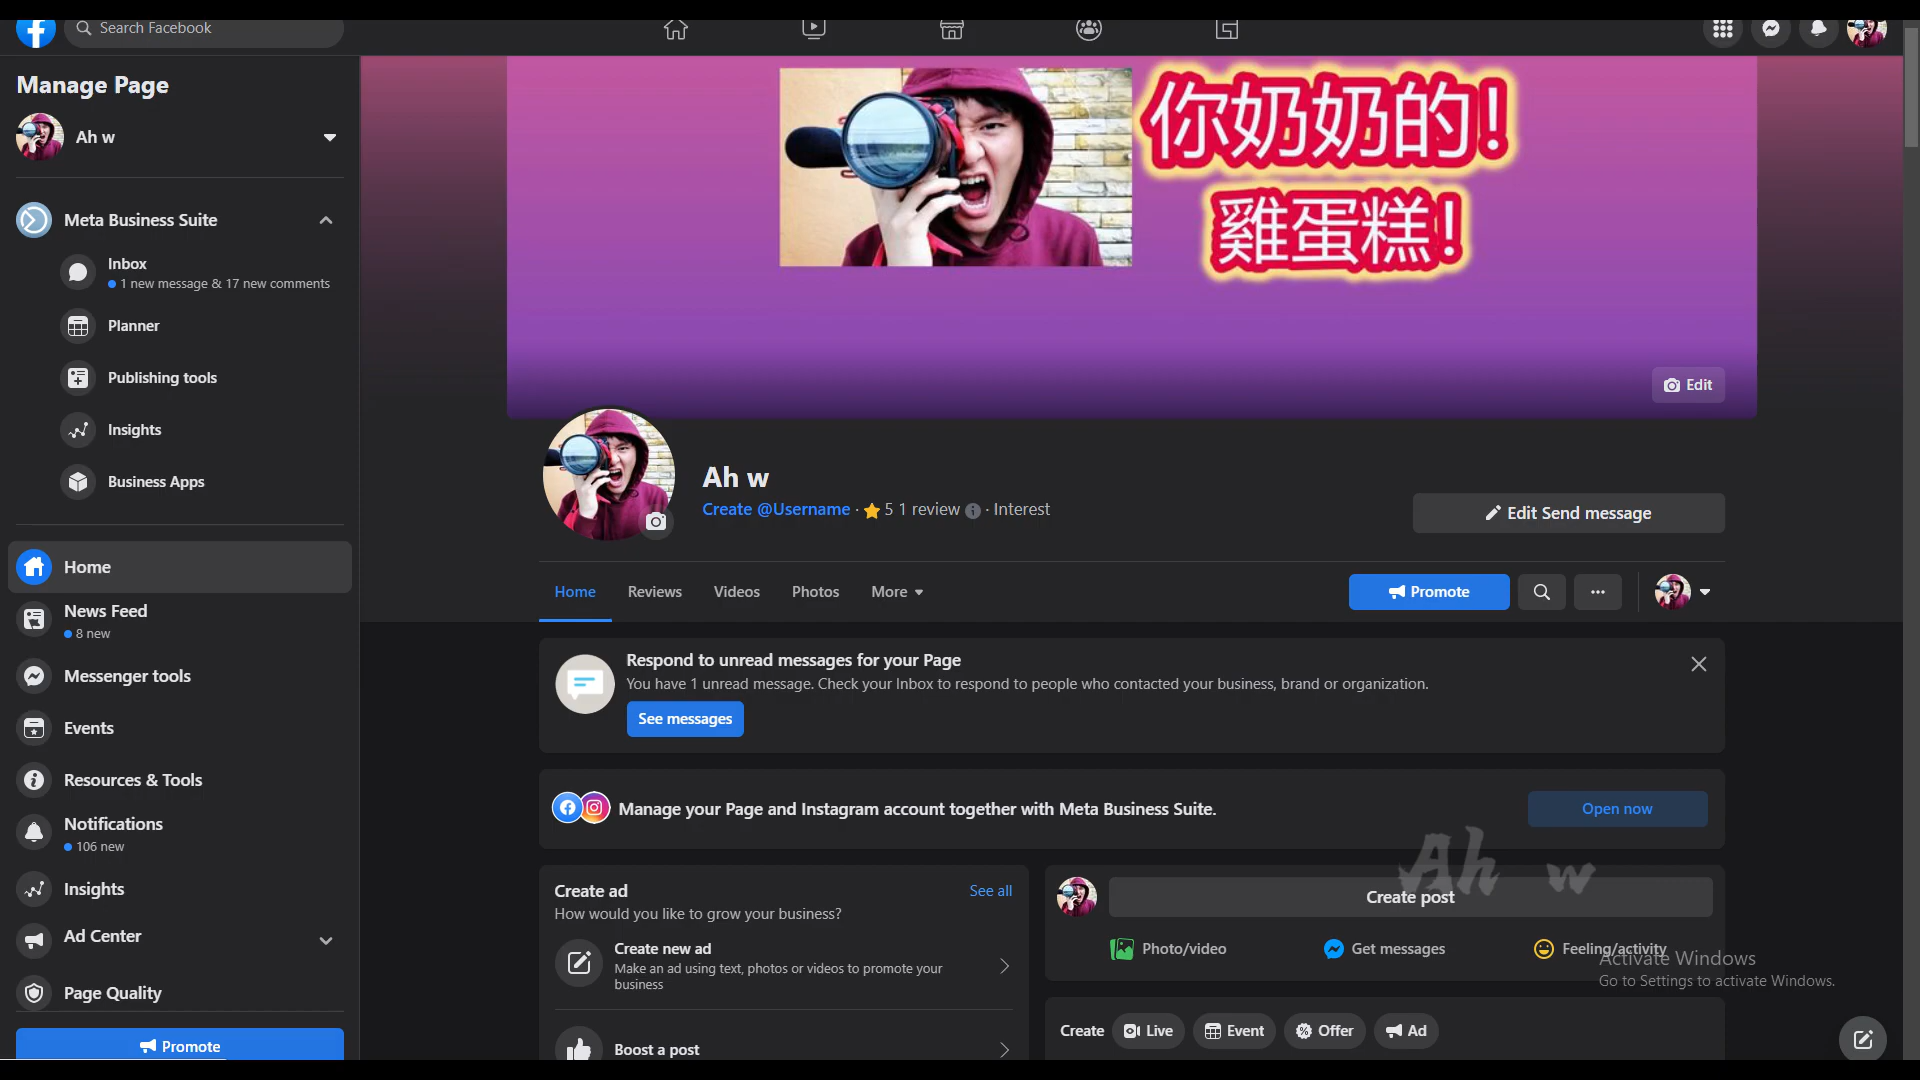 Search Facebook
Manage Page
Ah w
Meta Business Suite
Inbox
1 new message & 17 new comments
Planner
Publishing tools
Insights
Business Apps
Home
News Feed
8 new
Messenger tools
Events
Resources & Tools
Notifications
106 new
Insights
Ad Center
Page Quality
Promote
你奶奶的!
雞蛋糕!
Edit
Ah w
Create @Username · 5 1 review · Interest
Edit Send message
Home Reviews Videos Photos More
Promote
Respond to unread messages for your Page
You have 1 unread message. Check your Inbox to respond to people who contacted your business, brand or organization.
See messages
Manage your Page and Instagram account together with Meta Business Suite.
Open now
Create ad
See all
How would you like to grow your business?
Create new ad
Make an ad using text, photos or videos to promote your
business
Boost a post
Ah w
Create post
Photo/video Get messages Feeling/activity
Create Live Event Offer Ad
Activate Windows
Go to Settings to activate Windows.